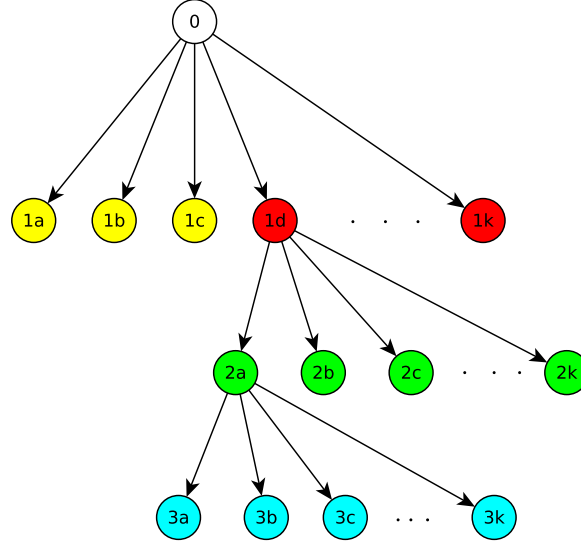 0
1a 1b 1c 1d . . . 1k
2a 2b 2c . . . 2k
3a 3b 3c . . . 3k